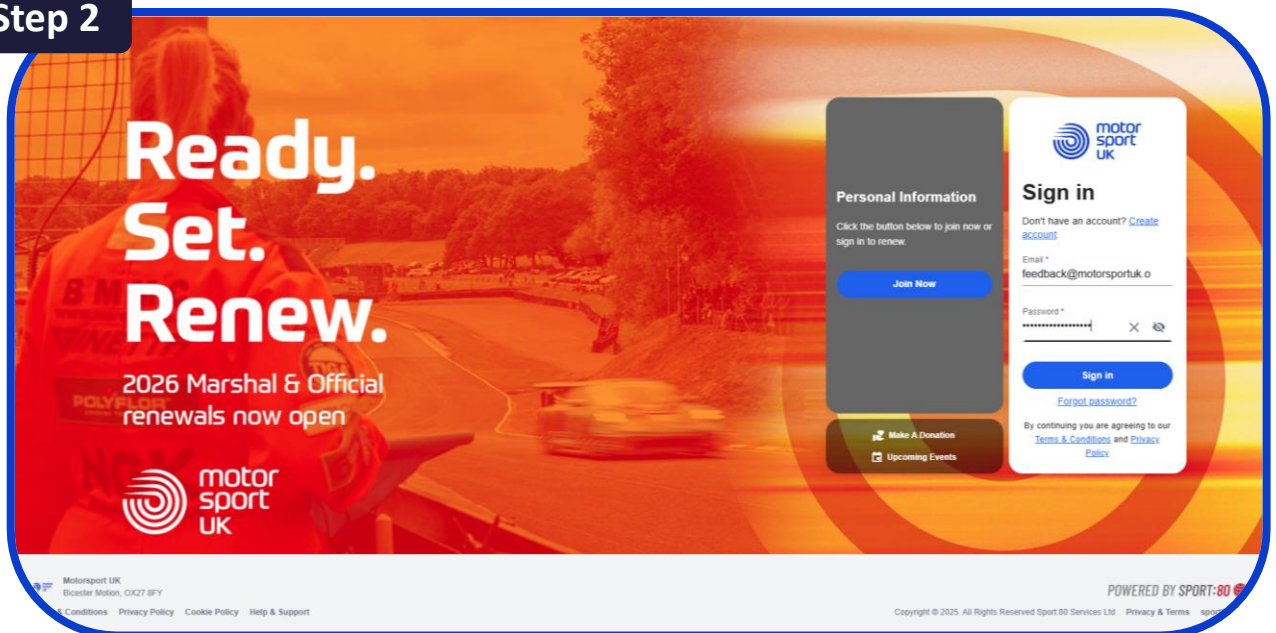 Step 2
Ready.
Set.
Renew.
2026 Marshal & Official
renewals now open
motor
sport
UK
Personal Information
Click the button below to join now or
sign in to renew.
Join Now
Make A Donation
Upcoming Events
motor
sport
UK
Sign in
Don't have an account? Create
account
Email *
feedback@motorsportuk.o
Password *
••••••••••••••••••
Sign in
Forgot password?
By continuing you are agreeing to our
Terms & Conditions and Privacy
Policy
POLYFLOR
Motorsport UK
Bicester Motion, OX27 8FY
& Conditions Privacy Policy Cookie Policy Help & Support
POWERED BY SPORT:80
Copyright © 2025. All Rights Reserved Sport:80 Services Ltd Privacy & Terms